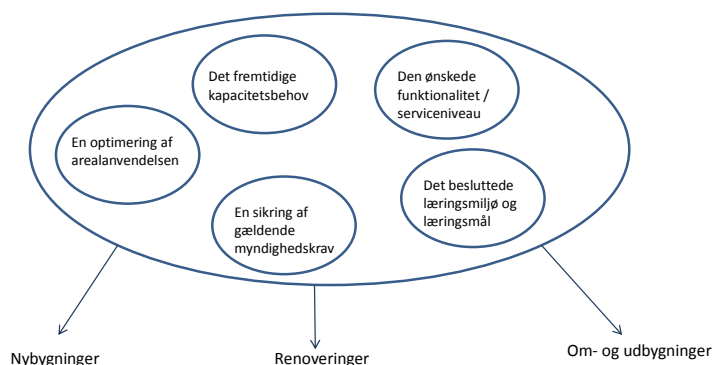 Det fremtidige
kapacitetsbehov
Den ønskede
funktionalitet /
serviceniveau
En optimering af
arealanvendelsen
Det besluttede
læringsmiljø og
læringsmål
En sikring af
gældende
myndighedskrav
Nybygninger
Renoveringer
Om- og udbygninger